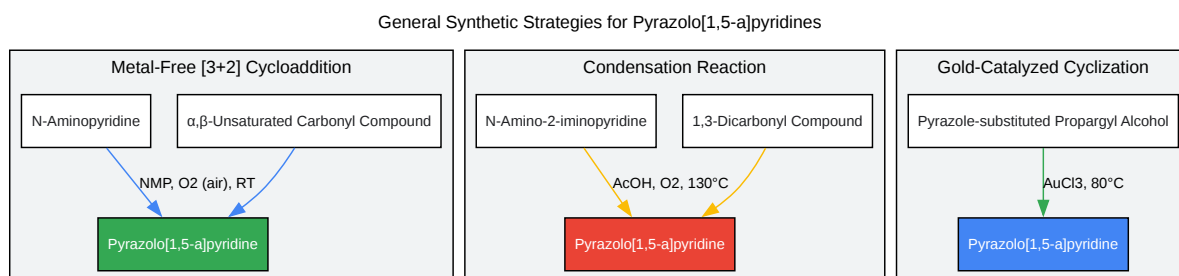 General Synthetic Strategies for Pyrazolo[1,5-a]pyridines
Metal-Free [3+2] Cycloaddition
N-Aminopyridine
α,β-Unsaturated Carbonyl Compound
NMP, O2 (air), RT
Pyrazolo[1,5-a]pyridine
Condensation Reaction
N-Amino-2-iminopyridine
1,3-Dicarbonyl Compound
AcOH, O2, 130°C
Pyrazolo[1,5-a]pyridine
Gold-Catalyzed Cyclization
Pyrazole-substituted Propargyl Alcohol
AuCl3, 80°C
Pyrazolo[1,5-a]pyridine